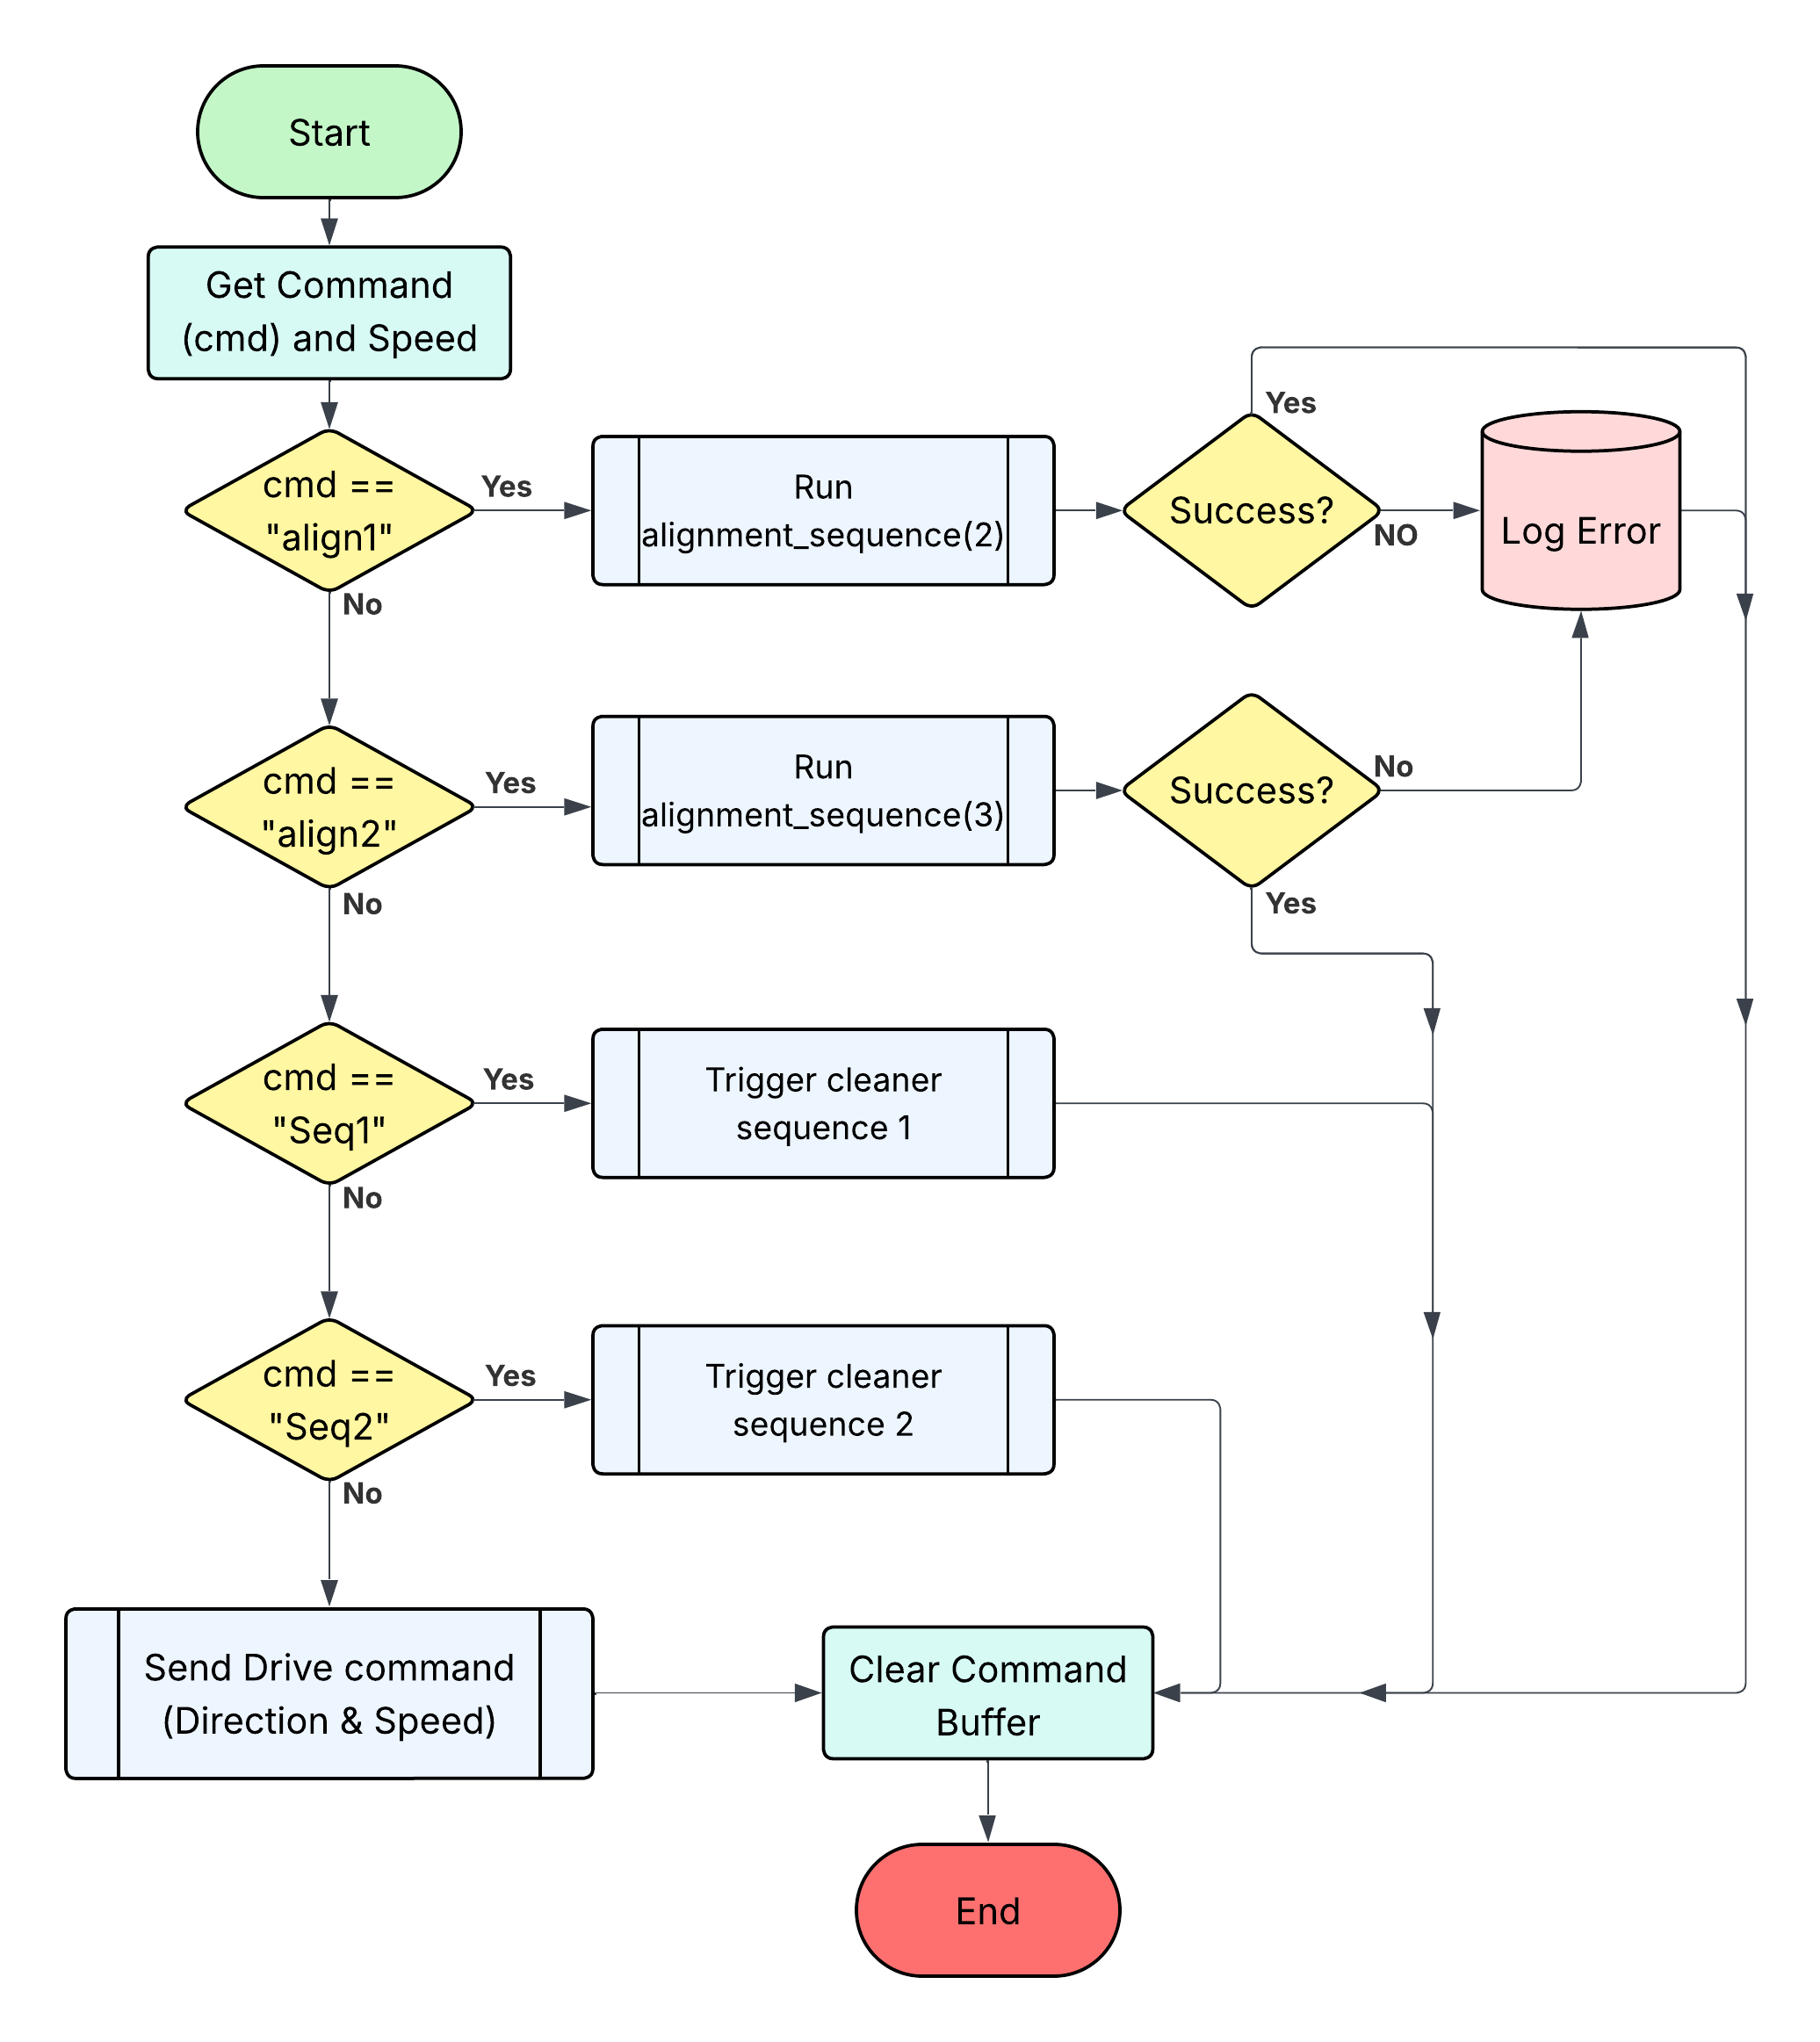 Start
Get Command
(cmd) and Speed
cmd ==
"align1"
Yes
No
Run
alignment_sequence(2)
Success?
Yes
NO
Log Error
cmd ==
"align2"
Yes
No
Run
alignment_sequence(3)
Success?
No
Yes
cmd ==
"Seq1"
Yes
No
Trigger cleaner
sequence 1
cmd ==
"Seq2"
Yes
No
Trigger cleaner
sequence 2
Send Drive command
(Direction & Speed)
Clear Command
Buffer
End